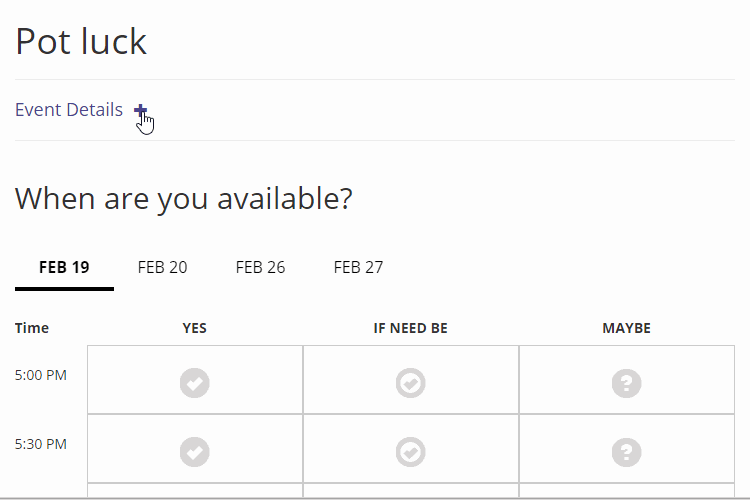 Pot luck
Event Details +
When are you available?
FEB 19 FEB 20 FEB 26 FEB 27
Time YES IF NEED BE MAYBE
5:00 PM ?
5:30 PM ?